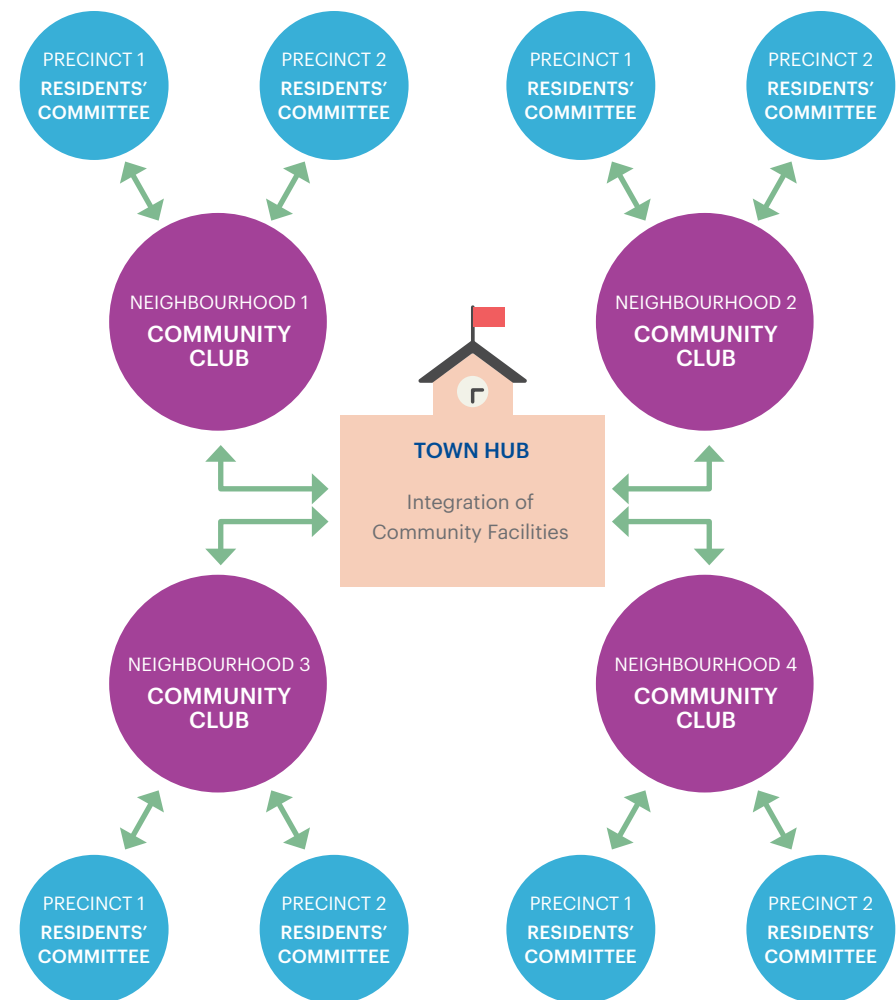 PRECINCT 1
RESIDENTS’
COMMITTEE
PRECINCT 2
RESIDENTS’
COMMITTEE
PRECINCT 1
RESIDENTS’
COMMITTEE
PRECINCT 2
RESIDENTS’
COMMITTEE
NEIGHBOURHOOD 1
COMMUNITY
CLUB
NEIGHBOURHOOD 2
COMMUNITY
CLUB
TOWN HUB
Integration of
Community Facilities
NEIGHBOURHOOD 3
COMMUNITY
CLUB
NEIGHBOURHOOD 4
COMMUNITY
CLUB
PRECINCT 1
RESIDENTS’
COMMITTEE
PRECINCT 2
RESIDENTS’
COMMITTEE
PRECINCT 1
RESIDENTS’
COMMITTEE
PRECINCT 2
RESIDENTS’
COMMITTEE